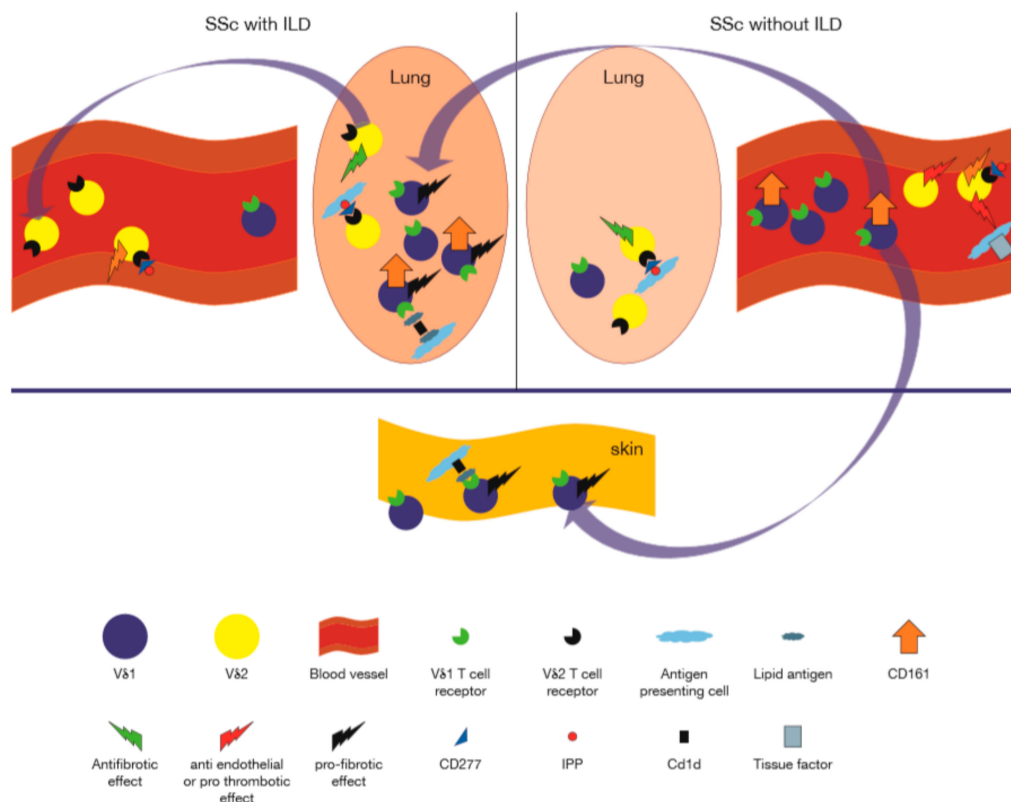 SSc with ILD
SSc without ILD
Lung
Lung
skin
Vδ1
Vδ2
Blood vessel
Vδ1 T cell
receptor
Vδ2 T cell
receptor
Antigen
presenting cell
Lipid antigen
CD161
Antifibrotic
effect
anti endothelial
or pro thrombotic
effect
pro-fibrotic
effect
CD277
IPP
Cd1d
Tissue factor